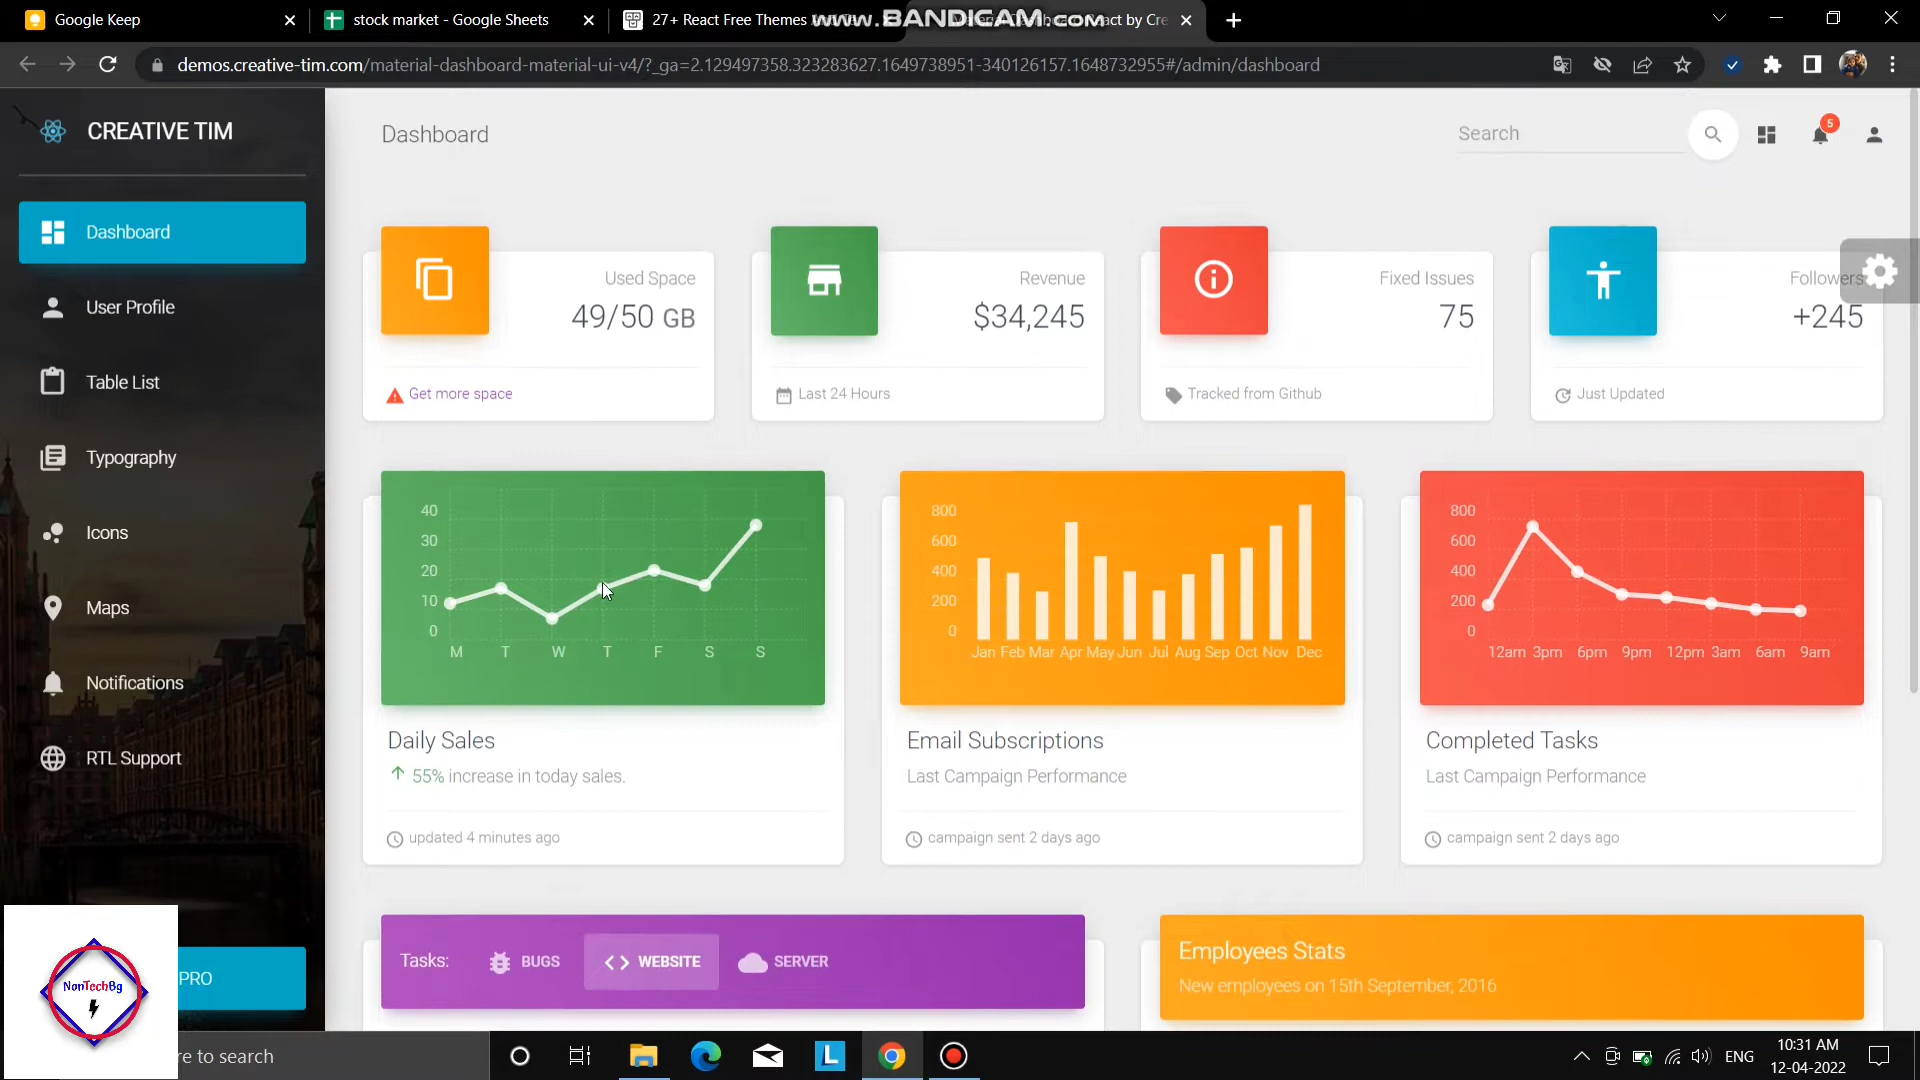 Google Keep
stock market - Google Sheets
27+ React Free Themes
www.BANDICAM.com
React by Cre
demos.creative-tim.com/material-dashboard-material-ui-v4/?_ga=2.129497358.323283627.1649738951-340126157.1648732955#/admin/dashboard
CREATIVE TIM
Dashboard
Search
5
Dashboard
User Profile
Table List
Typography
Icons
Maps
Notifications
RTL Support
PRO
Used Space
49/50 GB
Get more space
Revenue
$34,245
Last 24 Hours
Fixed Issues
75
Tracked from Github
Followers
+245
Just Updated
40
30
20
10
0
M T W T F S S
Daily Sales
55% increase in today sales.
updated 4 minutes ago
800
600
400
200
0
Jan Feb Mar Apr May Jun Jul Aug Sep Oct Nov Dec
Email Subscriptions
Last Campaign Performance
campaign sent 2 days ago
800
600
400
200
0
12am 3pm 6pm 9pm 12pm 3am 6am 9am
Completed Tasks
Last Campaign Performance
campaign sent 2 days ago
Tasks: BUGS WEBSITE SERVER
Employees Stats
New employees on 15th September, 2016
NonTechBg
re to search
L
ENG
10:31 AM
12-04-2022